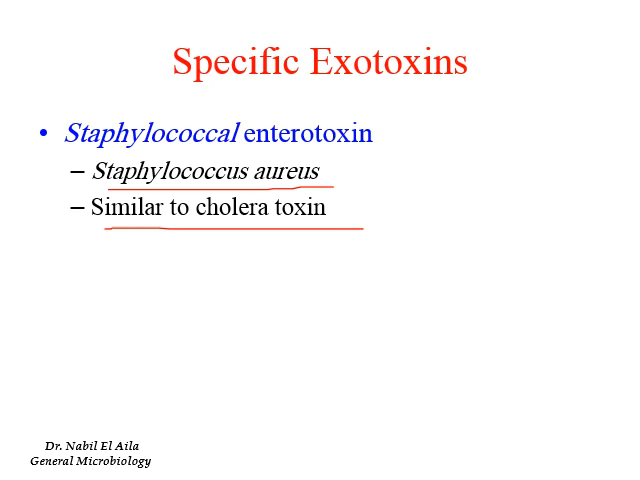 Specific Exotoxins
• Staphylococcal enterotoxin
– Staphylococcus aureus
– Similar to cholera toxin
Dr. Nabil El Aila
General Microbiology